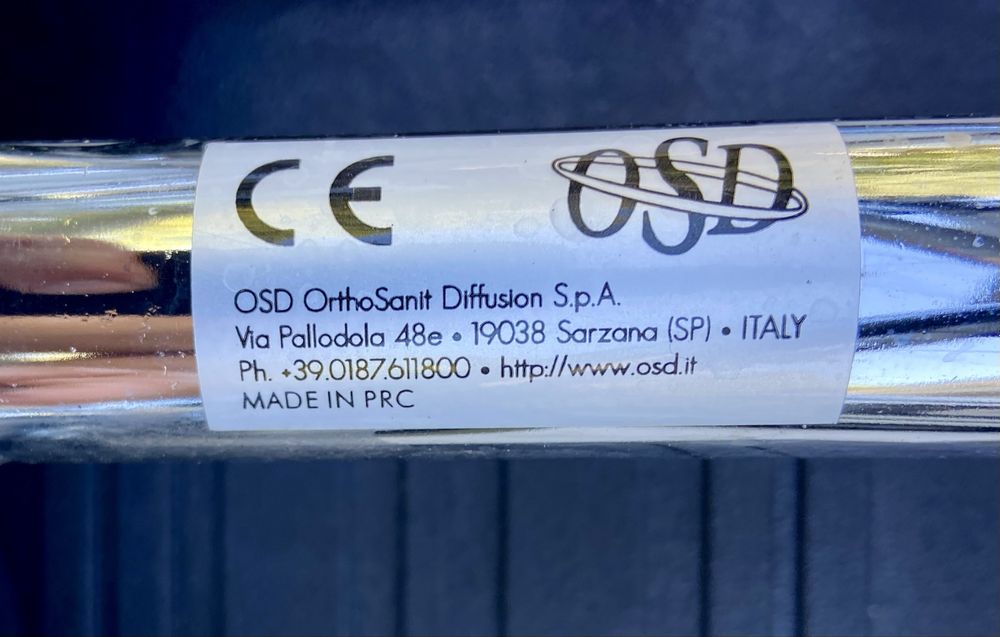 CE OSD
OSD OrthoSanit Diffusion S.p.A.
Via Pallodola 48e • 19038 Sarzana (SP) • ITALY
Ph. +39.0187.611800 • http://www.osd.it
MADE IN PRC